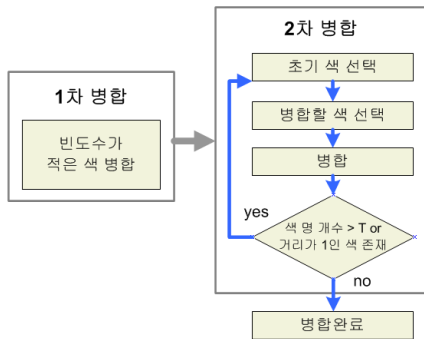 1차 병합
빈도수가
적은 색 병합
2차 병합
초기 색 선택
병합할 색 선택
병합
yes
색 명 개수 > T or
거리가 1인 색 존재
no
병합완료